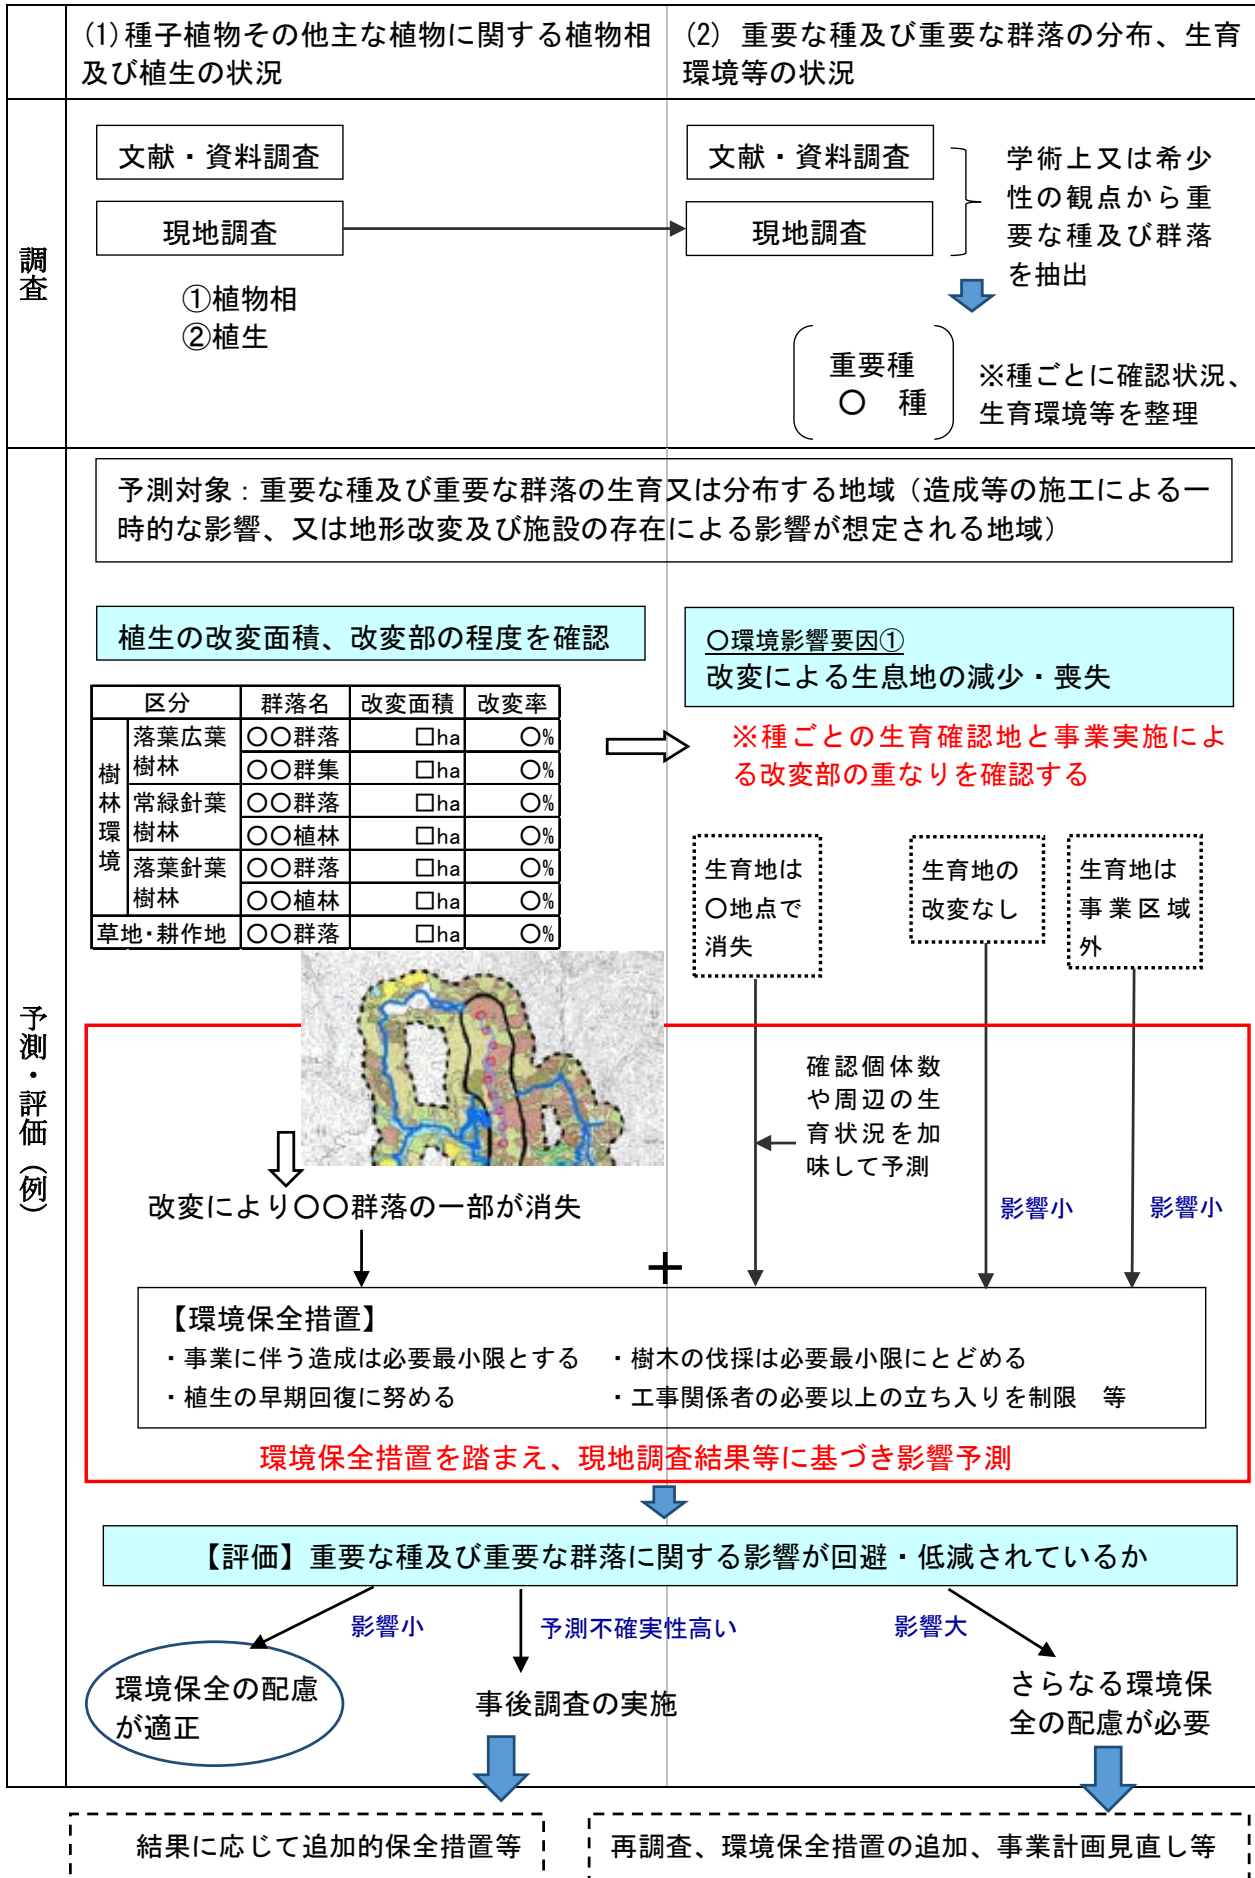 (1)種子植物その他主な植物に関する植物相
及び植生の状況
(2) 重要な種及び重要な群落の分布、生育
環境等の状況
調査
文献・資料調査
現地調査
①植物相
②植生
文献・資料調査
現地調査
学術上又は希少
性の観点から重
要な種及び群落
を抽出
重要種
〇 種
※種ごとに確認状況、
生育環境等を整理
予測・評価(例)
予測対象:重要な種及び重要な群落の生育又は分布する地域(造成等の施工による一
時的な影響、又は地形改変及び施設の存在による影響が想定される地域)
植生の改変面積、改変部の程度を確認
区分 群落名 改変面積 改変率
樹林環境
落葉広葉 〇〇群落 □ha 〇%
樹林 〇〇群集 □ha 〇%
常緑針葉 〇〇群落 □ha 〇%
樹林 〇〇植林 □ha 〇%
落葉針葉 〇〇群落 □ha 〇%
樹林 〇〇植林 □ha 〇%
草地・耕作地 〇〇群落 □ha 〇%
〇環境影響要因①
改変による生息地の減少・喪失
※種ごとの生育確認地と事業実施によ
る改変部の重なりを確認する
生育地は
〇地点で
消失
生育地の
改変なし
生育地は
事業区域
外
確認個体数
や周辺の生
育状況を加
味して予測
改変により〇〇群落の一部が消失
影響小
影響小
+
【環境保全措置】
・事業に伴う造成は必要最小限とする ・樹木の伐採は必要最小限にとどめる
・植生の早期回復に努める ・工事関係者の必要以上の立ち入りを制限 等
環境保全措置を踏まえ、現地調査結果等に基づき影響予測
【評価】重要な種及び重要な群落に関する影響が回避・低減されているか
影響小
予測不確実性高い
影響大
環境保全の配慮
が適正
事後調査の実施
さらなる環境保
全の配慮が必要
結果に応じて追加的保全措置等
再調査、環境保全措置の追加、事業計画見直し等